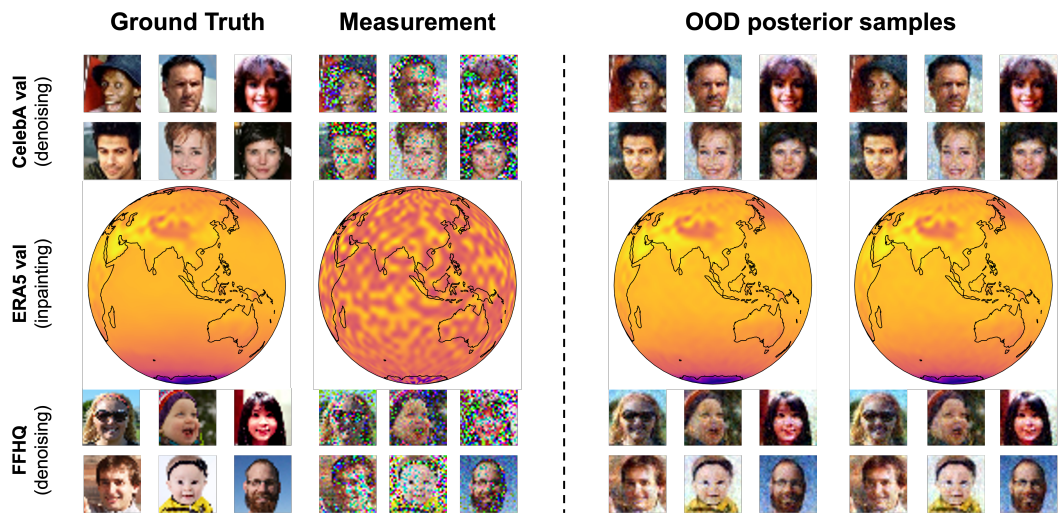 Ground Truth
Measurement
OOD posterior samples
CelebA val
(denoising)
ERA5 val
(inpainting)
FFHQ
(denoising)